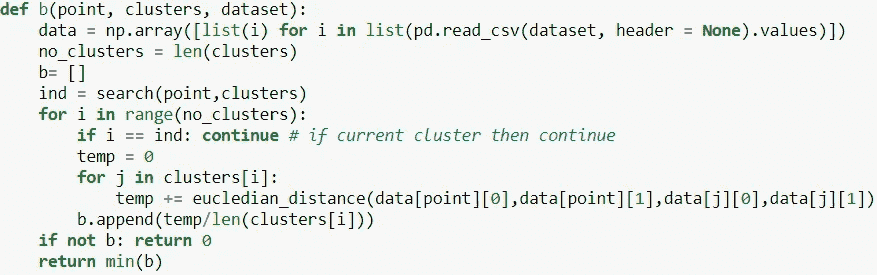 def b(point, clusters, dataset):
    data = np.array([list(i) for i in list(pd.read_csv(dataset, header = None).values)])
    no_clusters = len(clusters)
    b= []
    ind = search(point,clusters)
    for i in range(no_clusters):
        if i == ind: continue # if current cluster then continue
        temp = 0
        for j in clusters[i]:
            temp += eucledian_distance(data[point][0],data[point][1],data[j][0],data[j][1])
        b.append(temp/len(clusters[i]))
    if not b: return 0
    return min(b)